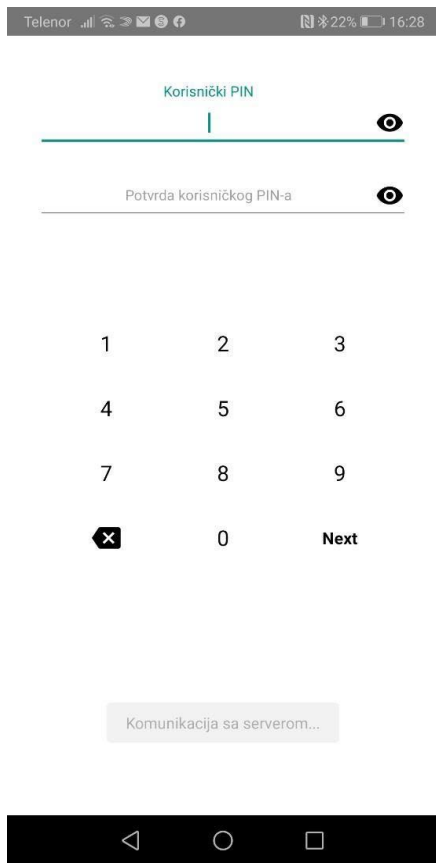 Telenor 22% 16:28
Korisnički PIN
Potvrda korisničkog PIN-a
1 2 3
4 5 6
7 8 9
0 Next
Komunikacija sa serverom...